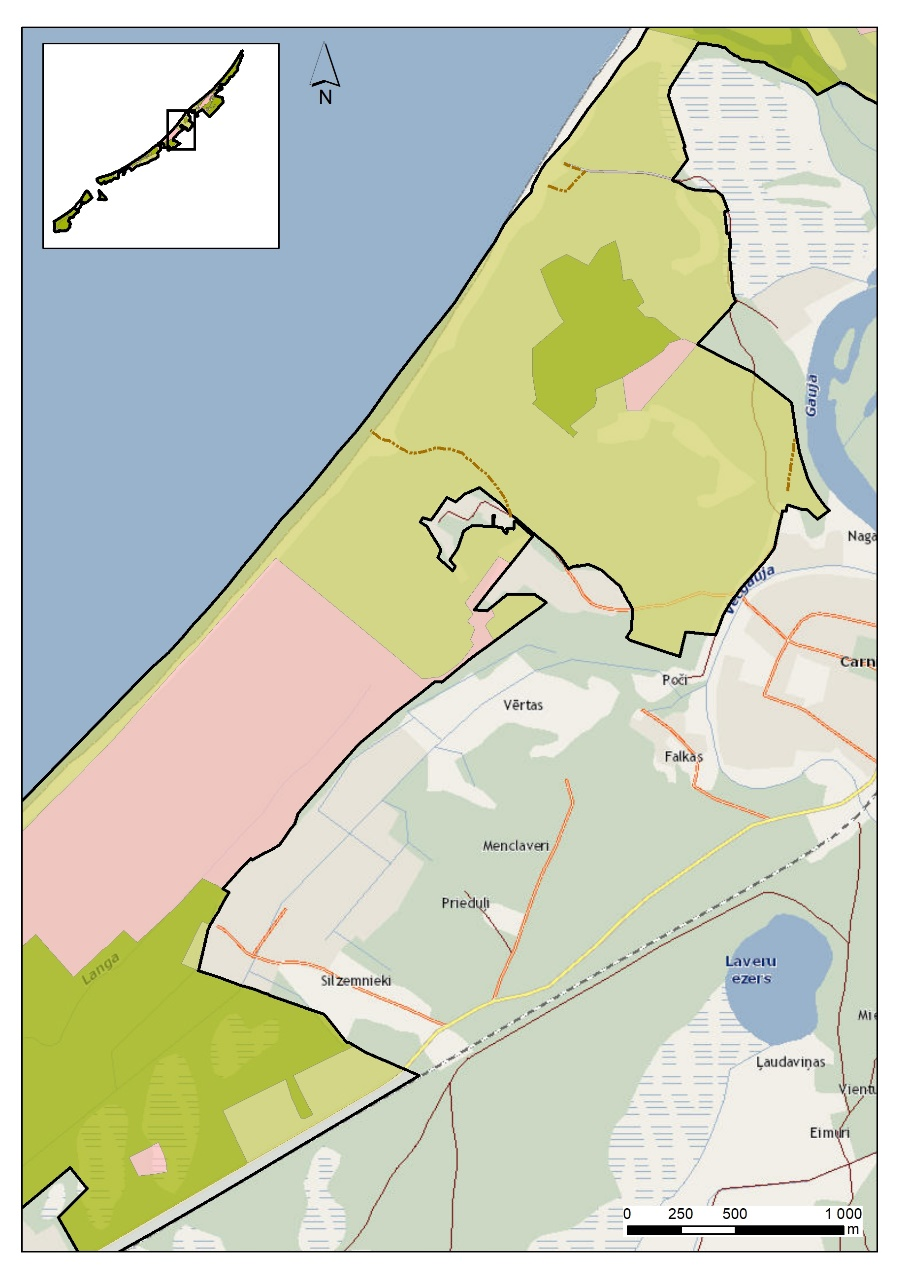 N
Gauja
Naga
Vecgauja
Carn
Poči
Vērtas
Falkas
Menclaveri
Prieduļi
Langa
Silzemnieki
Laveru
ezers
Mie
Ļaudaviņas
Vientu
Eimuri
0 250 500 1 000
m